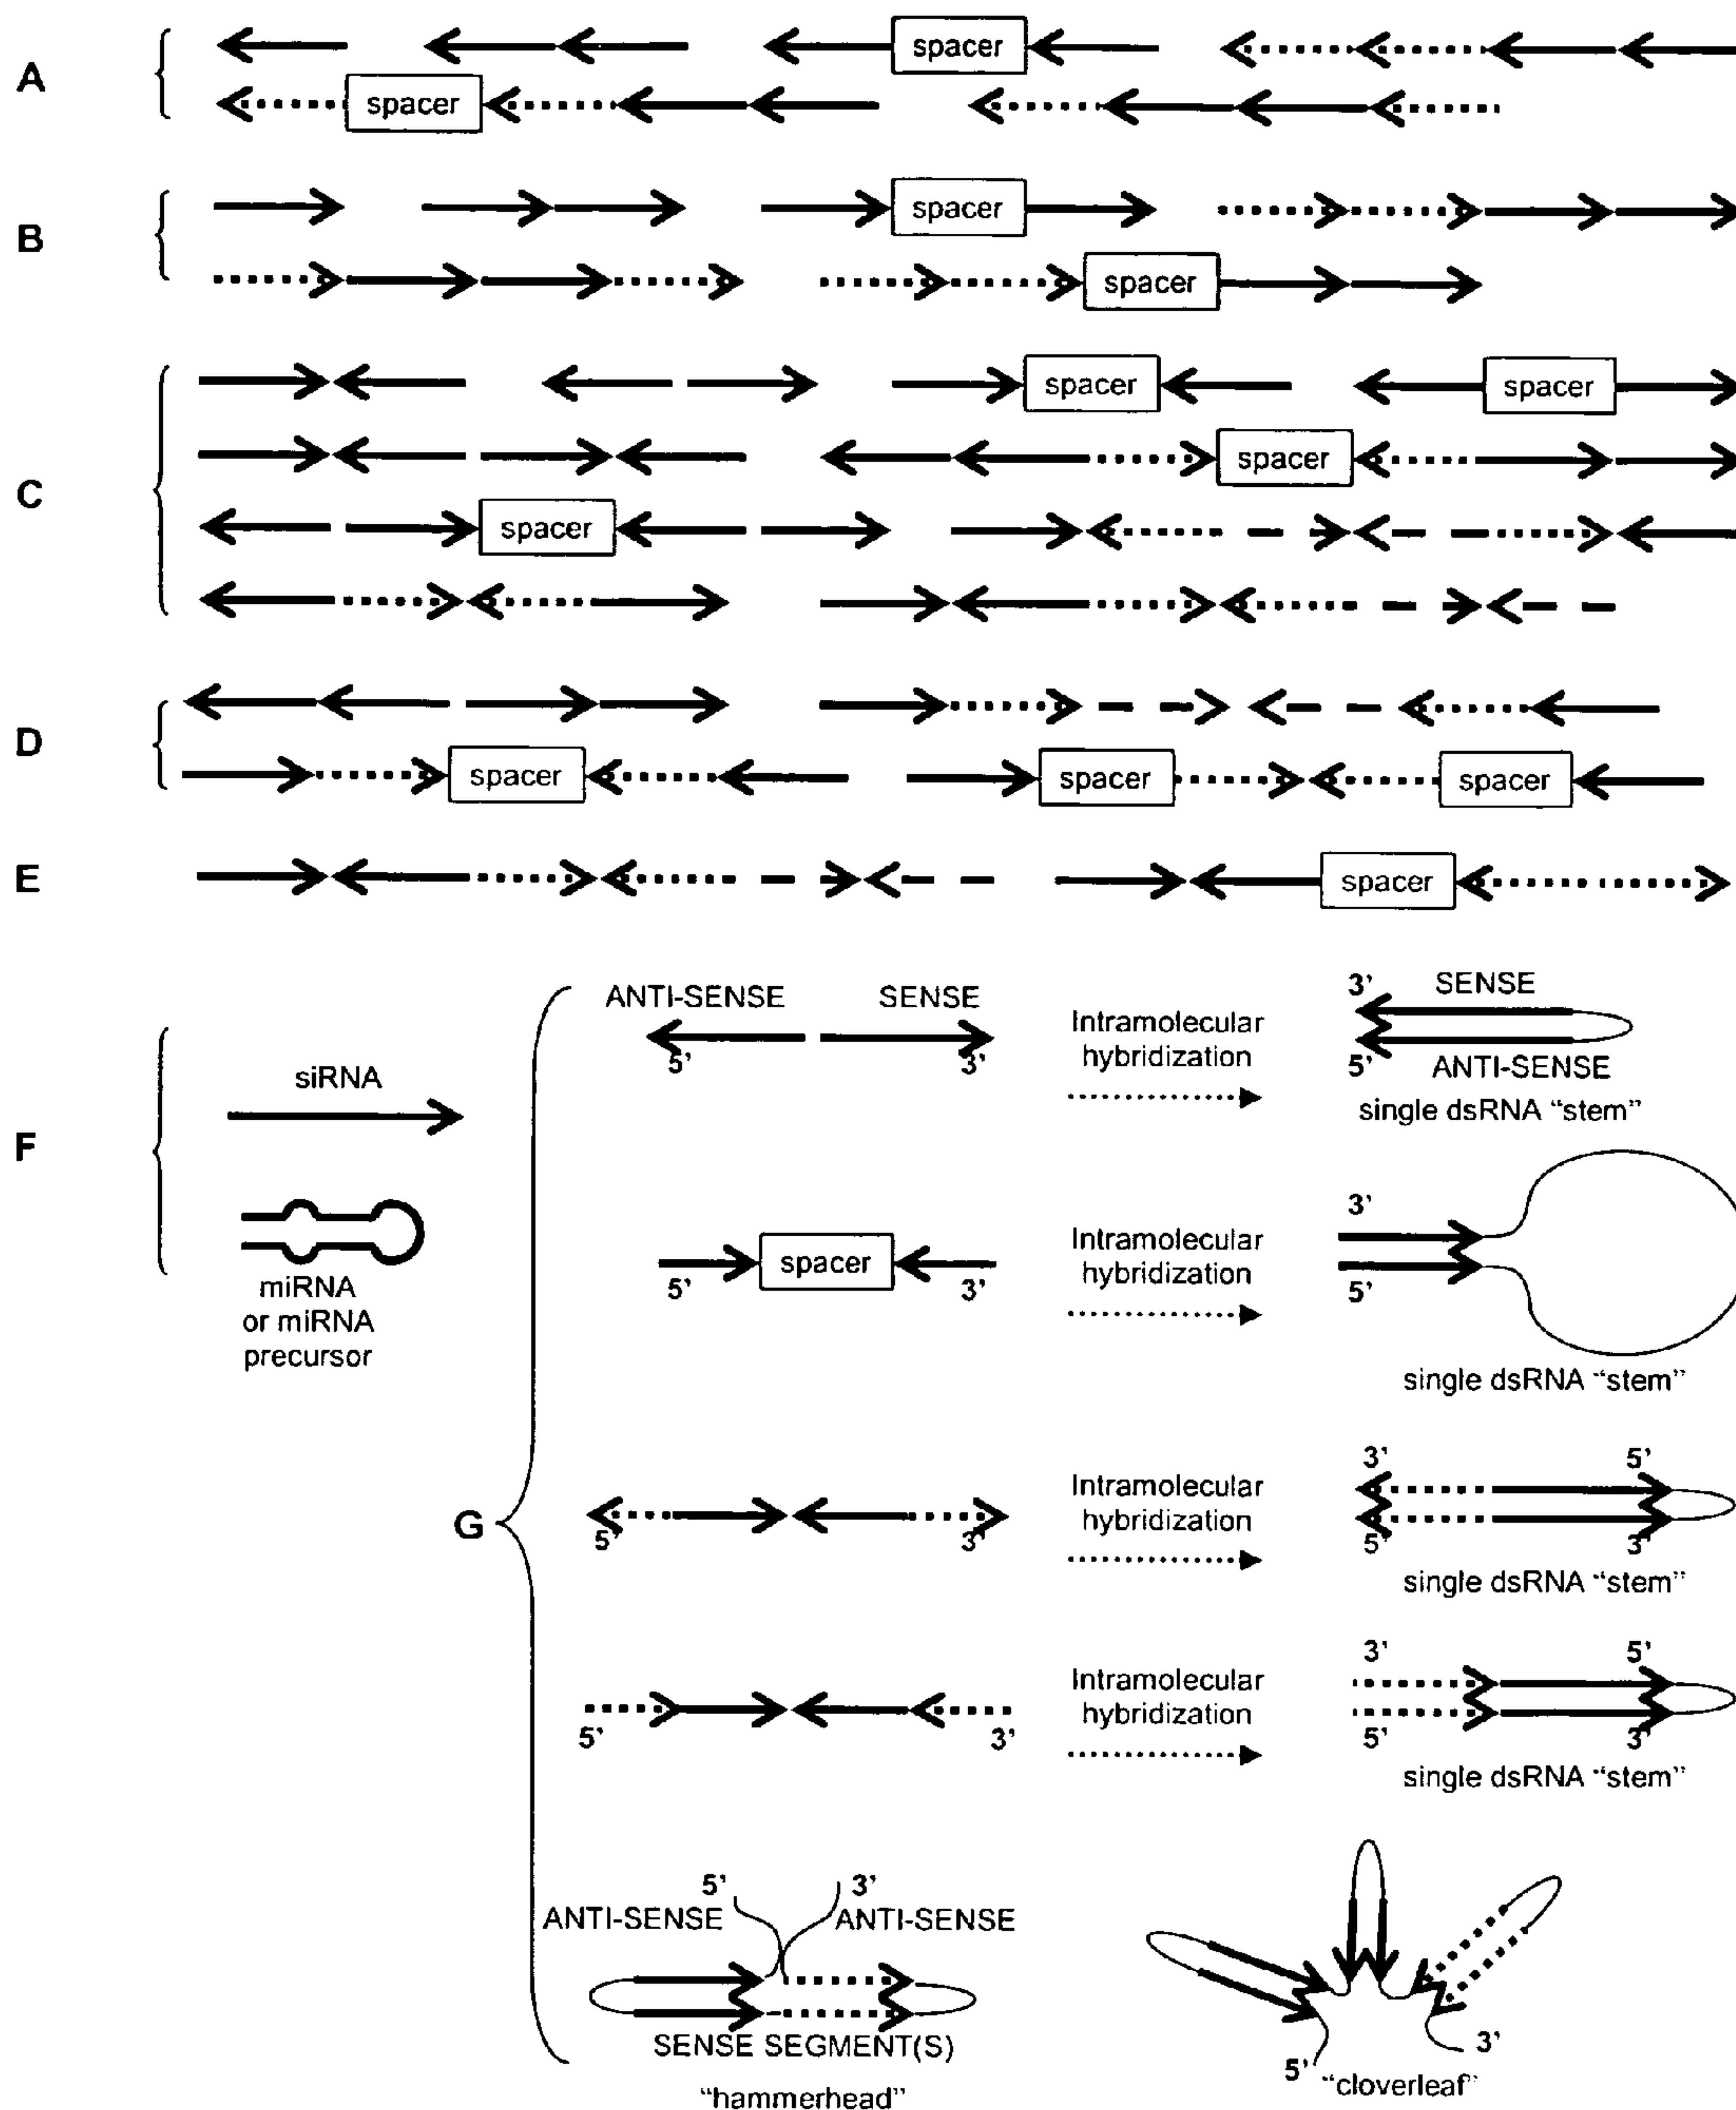 A
spacer
spacer
B
spacer
spacer
C
spacer
spacer
spacer
spacer
D
spacer
spacer
spacer
E
spacer
F
siRNA
miRNA
or miRNA
precursor
G
ANTI-SENSE
SENSE
5'
3'
Intramolecular
hybridization
3'
SENSE
5'
ANTI-SENSE
single dsRNA "stem"
5'
spacer
3'
Intramolecular
hybridization
3'
5'
single dsRNA "stem"
5'
3'
Intramolecular
hybridization
3'
5'
5'
3'
single dsRNA "stem"
5'
3'
Intramolecular
hybridization
3'
5'
5'
3'
single dsRNA "stem"
5'
3'
ANTI-SENSE
ANTI-SENSE
SENSE SEGMENT(S)
"hammerhead"
5'
3'
"cloverleaf"